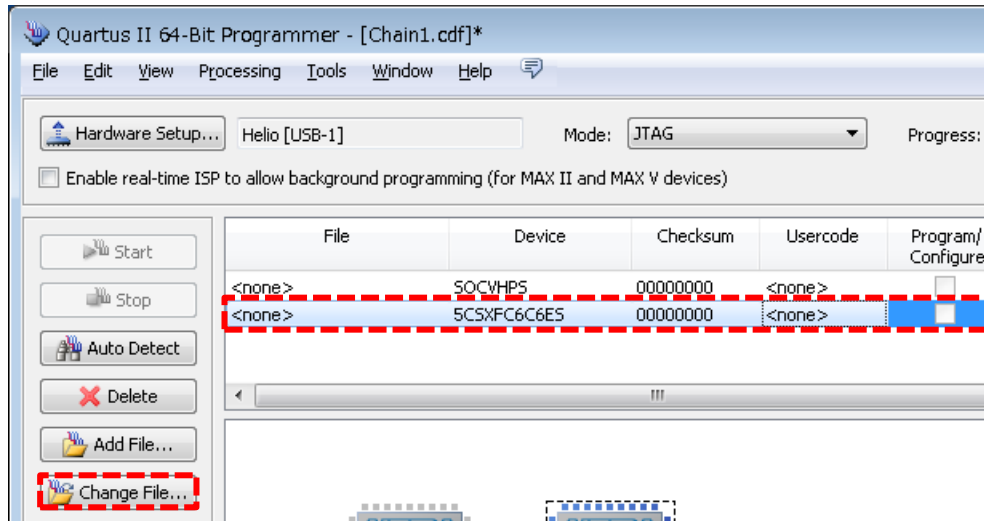 Quartus II 64-Bit Programmer - [Chain1.cdf]*
File Edit View Processing Tools Window Help
Hardware Setup... Helio [USB-1] Mode: JTAG Progress:
Enable real-time ISP to allow background programming (for MAX II and MAX V devices)
Start
Stop
Auto Detect
Delete
Add File...
Change File...
File Device Checksum Usercode Program/
Configure
<none> SOCVHPS 00000000 <none>
<none> 5CSXFC6C6ES 00000000 <none>